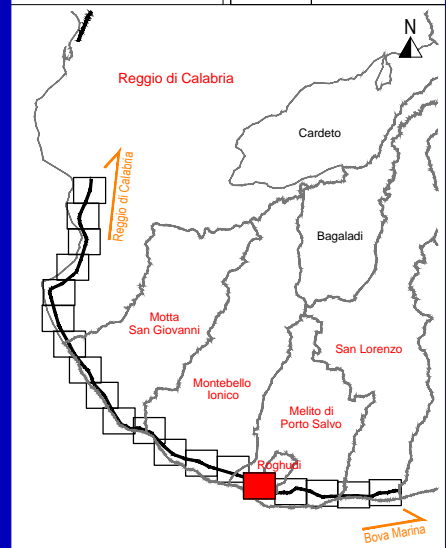 N
Reggio di Calabria
Cardeto
Reggio di Calabria
Bagaladi
Motta
San Giovanni
San Lorenzo
Montebello
Ionico
Melito di
Porto Salvo
Roghudi
Bova Marina